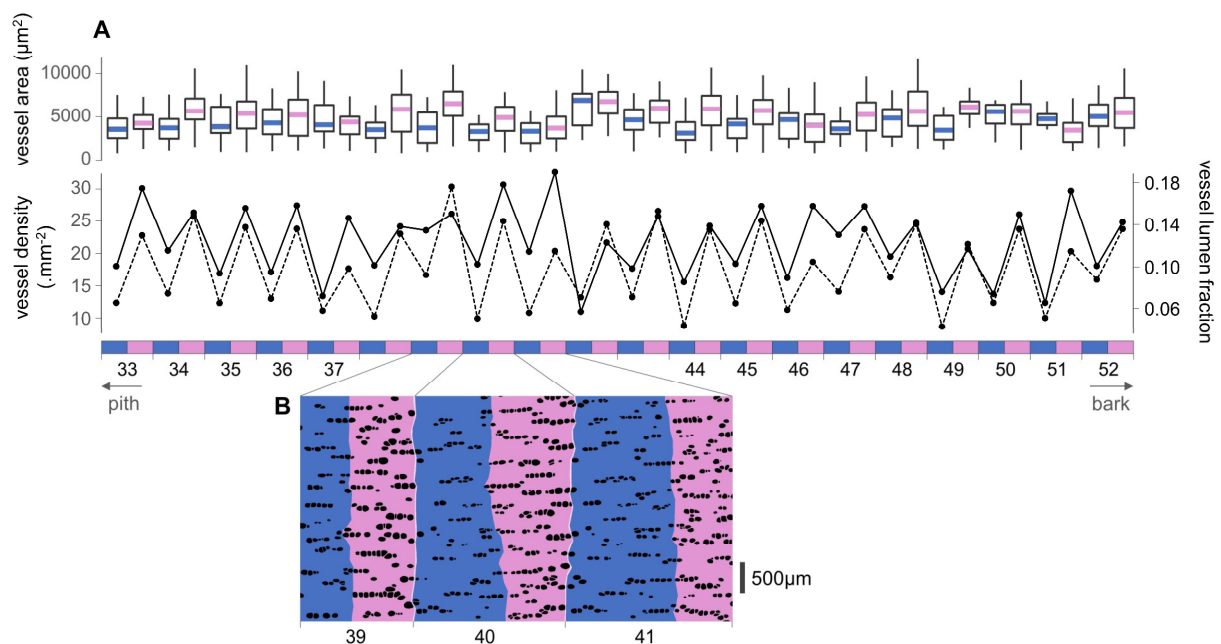 A
vessel area (µm²)
10000
5000
0
vessel density
(.mm⁻²)
30
25
20
15
10
0.18
0.14
0.10
0.06
vessel lumen fraction
33 34 35 36 37 44 45 46 47 48 49 50 51 52
pith
bark
B
500µm
39 40 41